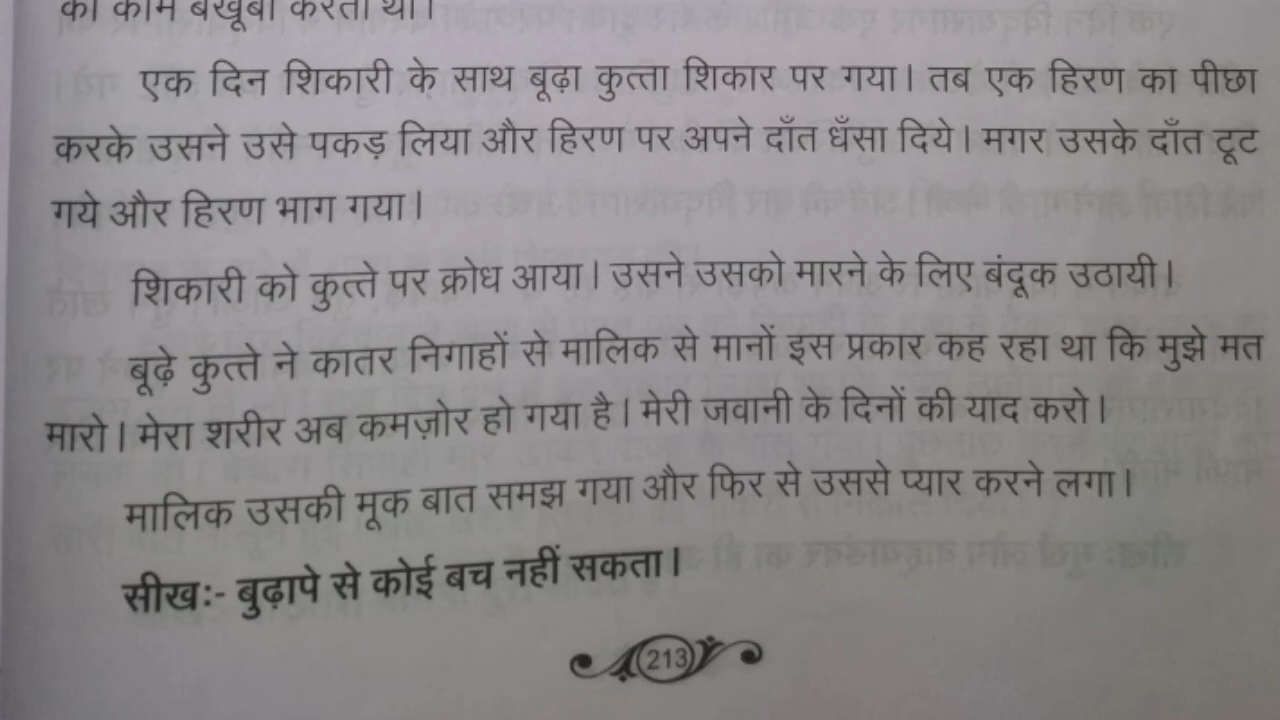 का काम बखूबी करता था।
एक दिन शिकारी के साथ बूढ़ा कुत्ता शिकार पर गया। तब एक हिरण का पीछा
करके उसने उसे पकड़ लिया और हिरण पर अपने दाँत धँसा दिये। मगर उसके दाँत टूट
गये और हिरण भाग गया।
शिकारी को कुत्ते पर क्रोध आया। उसने उसको मारने के लिए बंदूक उठायी।
बूढ़े कुत्ते ने कातर निगाहों से मालिक से मानों इस प्रकार कह रहा था कि मुझे मत
मारो। मेरा शरीर अब कमज़ोर हो गया है। मेरी जवानी के दिनों की याद करो।
मालिक उसकी मूक बात समझ गया और फिर से उससे प्यार करने लगा।
सीखः- बुढ़ापे से कोई बच नहीं सकता।
213